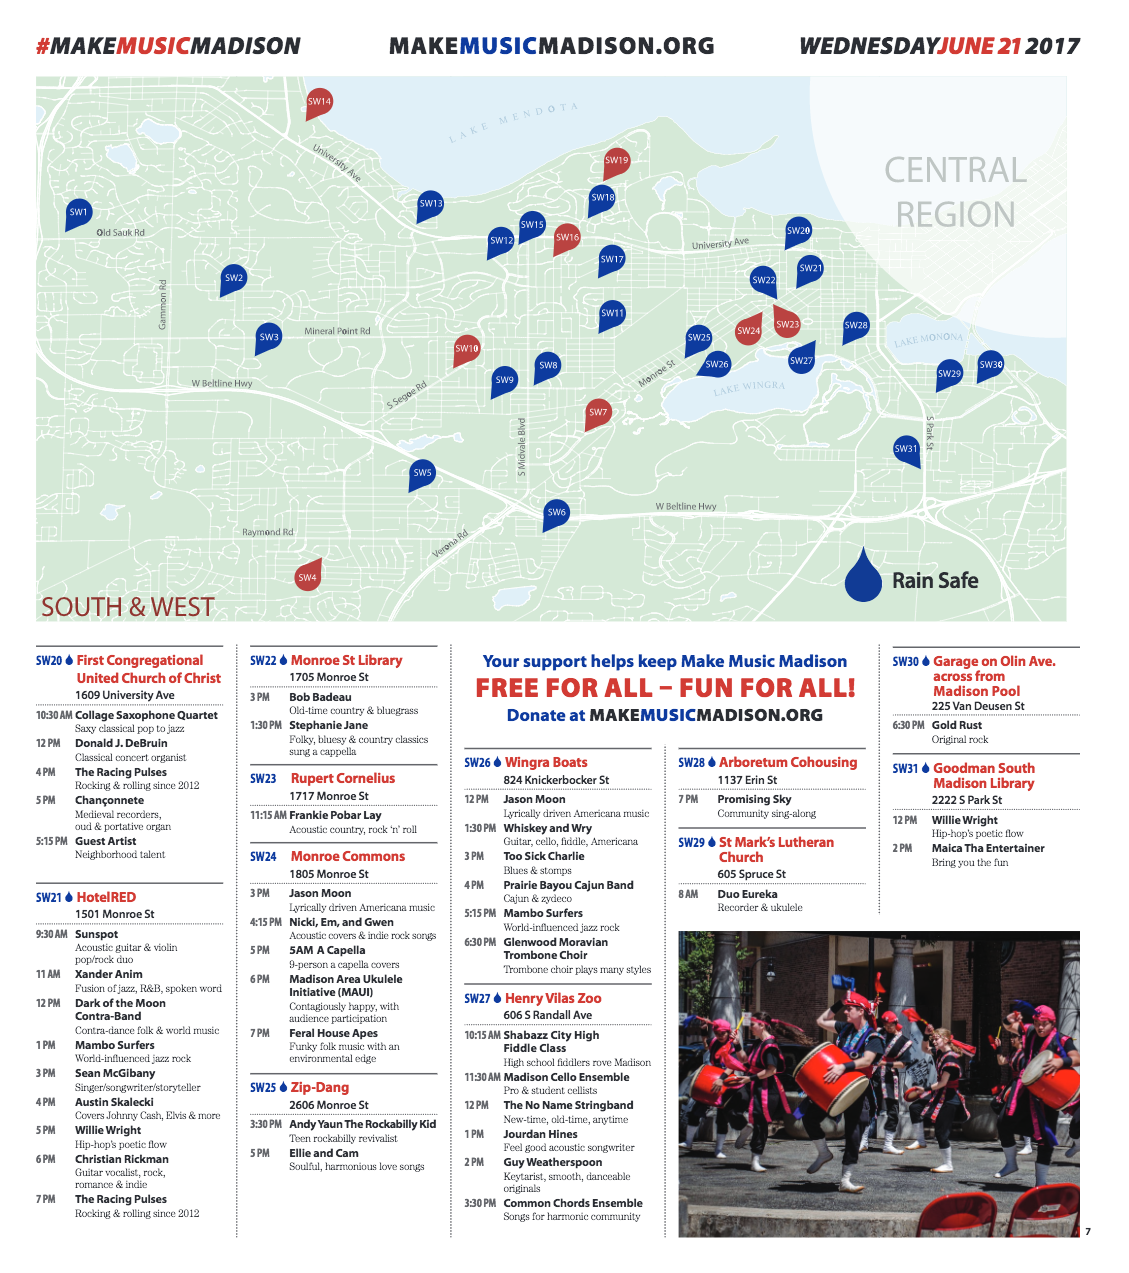 #MAKEMUSICMADISON
MAKEMUSICMADISON.ORG
WEDNESDAYJUNE 21 2017
SW14
LAKE MENDOTA
University Ave
SW19
CENTRAL
REGION
SW18
SW13
SW1
Old Sauk Rd
SW15
SW12
SW16
SW20
University Ave
SW17
SW21
SW2
SW22
Gammon Rd
SW11
SW3
Mineral Point Rd
SW24
SW23
SW28
SW25
LAKE MONONA
SW10
SW8
SW26
SW27
SW9
SW29
SW30
Monroe St
W Beltline Hwy
LAKE WINGRA
S Segoe Rd
SW7
S Midvale Blvd
S Park St
SW31
SW5
SW6
W Beltline Hwy
Raymond Rd
Verona Rd
SW4
Rain Safe
SOUTH & WEST
SW20 First Congregational
United Church of Christ
1609 University Ave
10:30 AM Collage Saxophone Quartet
Saxy classical pop to jazz
12 PM Donald J. DeBruin
Classical concert organist
4 PM The Racing Pulses
Rocking & rolling since 2012
5 PM Chançonnete
Medieval recorders,
oud & portative organ
5:15 PM Guest Artist
Neighborhood talent
SW21 HotelRED
1501 Monroe St
9:30 AM Sunspot
Acoustic guitar & violin
pop/rock duo
11 AM Xander Anim
Fusion of jazz, R&B, spoken word
12 PM Dark of the Moon
Contra-Band
Contra-dance folk & world music
1 PM Mambo Surfers
World-influenced jazz rock
3 PM Sean McGibany
Singer/songwriter/storyteller
4 PM Austin Skalecki
Covers Johnny Cash, Elvis & more
5 PM Willie Wright
Hip-hop's poetic flow
6 PM Christian Rickman
Guitar vocalist, rock,
romance & indie
7 PM The Racing Pulses
Rocking & rolling since 2012
SW22 Monroe St Library
1705 Monroe St
3 PM Bob Badeau
Old-time country & bluegrass
1:30 PM Stephanie Jane
Folky, bluesy & country classics
sung a cappella
SW23 Rupert Cornelius
1717 Monroe St
11:15 AM Frankie Pobar Lay
Acoustic country, rock 'n' roll
SW24 Monroe Commons
1805 Monroe St
3 PM Jason Moon
Lyrically driven Americana music
4:15 PM Nicki, Em, and Gwen
Acoustic covers & indie rock songs
5 PM 5AM A Capella
9-person a capella covers
6 PM Madison Area Ukulele
Initiative (MAUI)
Contagiously happy, with
audience participation
7 PM Feral House Apes
Funky folk music with an
environmental edge
SW25 Zip-Dang
2606 Monroe St
3:30 PM Andy Yaun The Rockabilly Kid
Teen rockabilly revivalist
5 PM Ellie and Cam
Soulful, harmonious love songs
Your support helps keep Make Music Madison
FREE FOR ALL – FUN FOR ALL!
Donate at MAKEMUSICMADISON.ORG
SW26 Wingra Boats
824 Knickerbocker St
12 PM Jason Moon
Lyrically driven Americana music
1:30 PM Whiskey and Wry
Guitar, cello, fiddle, Americana
3 PM Too Sick Charlie
Blues & stomps
4 PM Prairie Bayou Cajun Band
Cajun & zydeco
5:15 PM Mambo Surfers
World-influenced jazz rock
6:30 PM Glenwood Moravian
Trombone Choir
Trombone choir plays many styles
SW27 Henry Vilas Zoo
606 S Randall Ave
10:15 AM Shabazz City High
Fiddle Class
High school fiddlers rove Madison
11:30 AM Madison Cello Ensemble
Pro & student cellists
12 PM The No Name Stringband
New-time, old-time, anytime
1 PM Jourdan Hines
Feel good acoustic songwriter
2 PM Guy Weatherspoon
Keytarist, smooth, danceable
originals
3:30 PM Common Chords Ensemble
Songs for harmonic community
SW28 Arboretum Cohousing
1137 Erin St
7 PM Promising Sky
Community sing-along
SW29 St Mark's Lutheran
Church
605 Spruce St
8 AM Duo Eureka
Recorder & ukulele
SW30 Garage on Olin Ave.
across from
Madison Pool
225 Van Deusen St
6:30 PM Gold Rust
Original rock
SW31 Goodman South
Madison Library
2222 S Park St
12 PM Willie Wright
Hip-hop's poetic flow
2 PM Maica Tha Entertainer
Bring you the fun
7